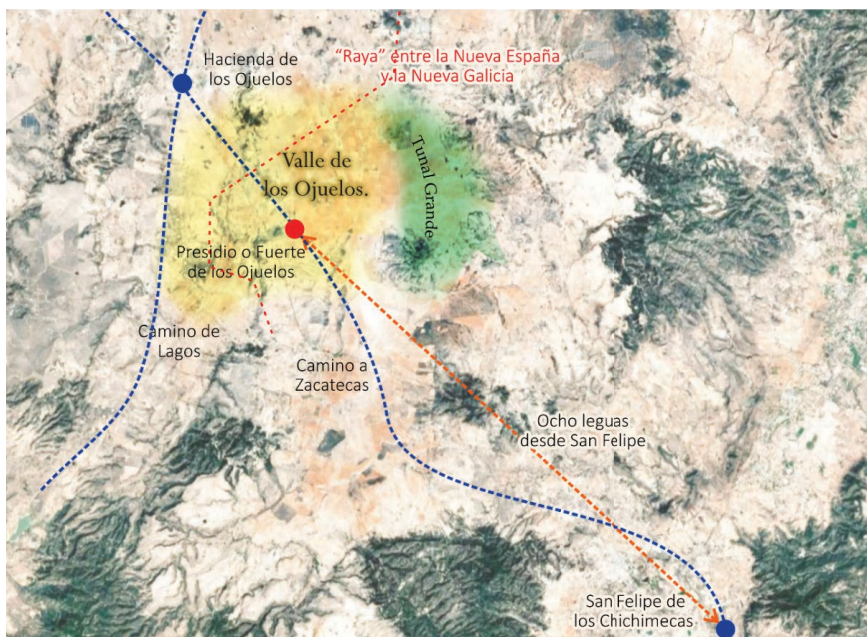 Hacienda de
los Ojuelos
“Raya” entre la Nueva España
y la Nueva Galicia
Valle de
los Ojuelos.
Tunal Grande
Presidio o Fuerte
de los Ojuelos
Camino de
Lagos
Camino a
Zacatecas
Ocho leguas
desde San Felipe
San Felipe de
los Chichimecas